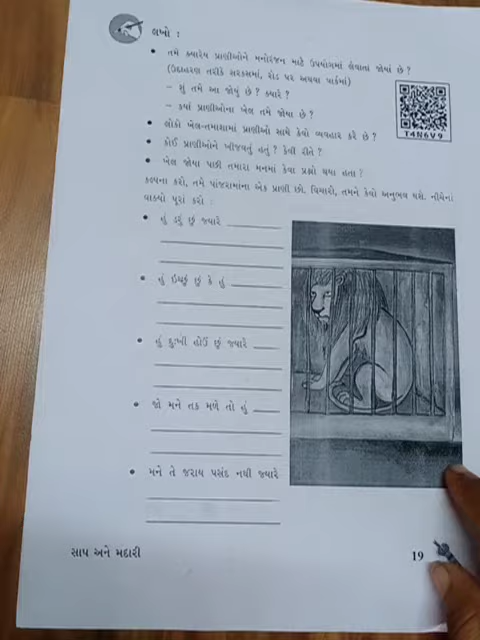 લખો :
• તમે ક્યારેય પ્રાણીઓને મનોરંજન માટે ઉપયોગમાં લેવાતા જોયાં છે ?
(ઉદાહરણ તરીકે સરકસમાં, રોડ પર અથવા પાર્કમાં)
– શું તમે આ જોયું છે ? ક્યારે ?
– કયાં પ્રાણીઓના ખેલ તમે જોયા છે ?
• લોકો ખેલ-તમાશામાં પ્રાણીઓ સાથે કેવો વ્યવહાર કરે છે ?
T4N6V9
• કોઈ પ્રાણીઓને ખીજવતું હતું ? કેવી રીતે ?
• ખેલ જોયા પછી તમારા મનમાં કેવા પ્રશ્નો થયા હતા ?
કલ્પના કરો, તમે પાંજરામાંના એક પ્રાણી છો. વિચારો, તમને કેવો અનુભવ થશે. નીચેનાં
વાક્યો પૂરાં કરો :
• હું ડરું છું જ્યારે
• હું ઇચ્છું છું કે હું
• હું દુઃખી હોઉં છું જ્યારે
• જો મને તક મળે તો હું
• મને તે જરાય પસંદ નથી જ્યારે
સાપ અને મદારી
19